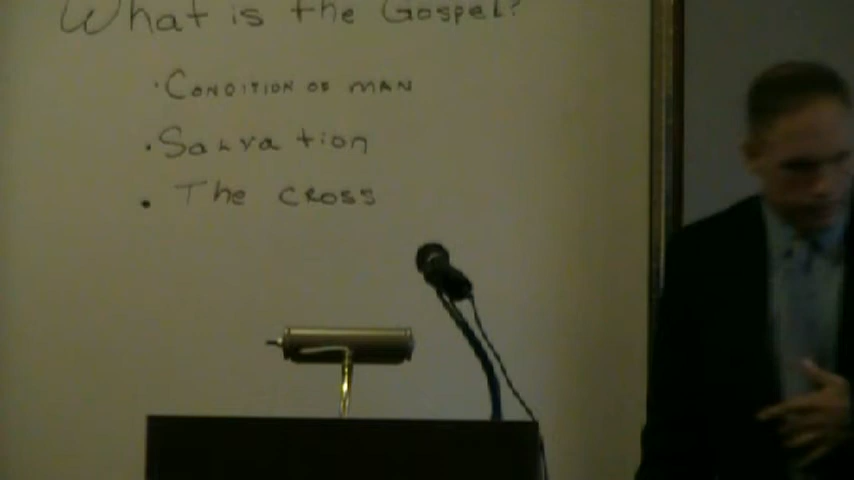 What is the Gospel?
· CONDITION OF MAN
· Salvation
· The CROSS